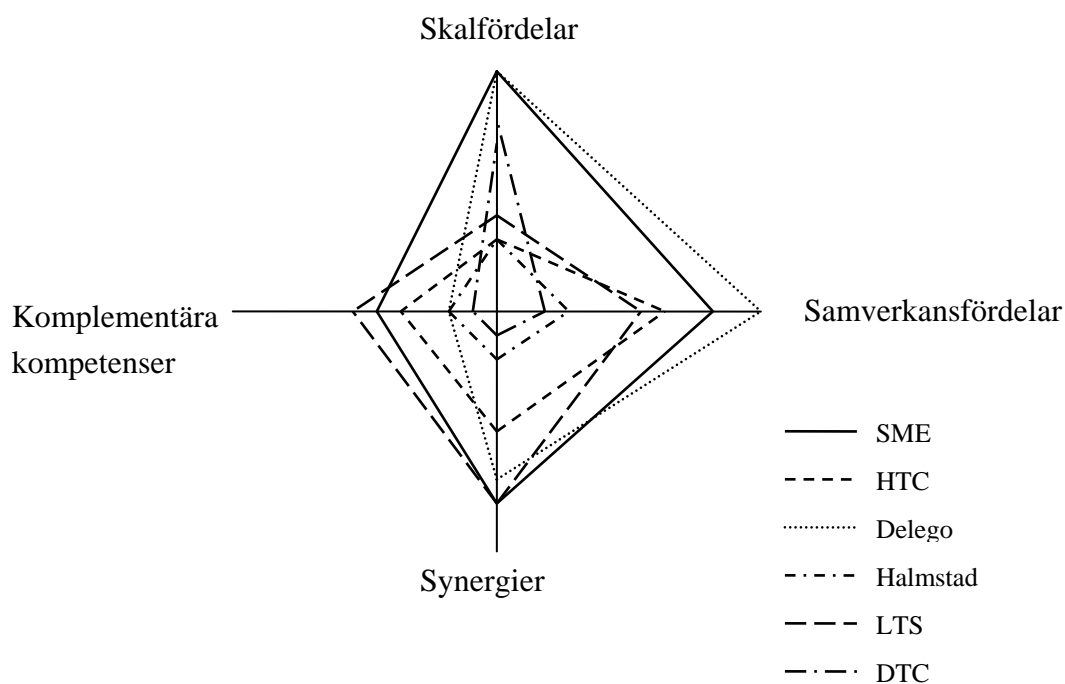 Skalfördelar
Komplementära
kompetenser
Samverkansfördelar
Synergier
SME
HTC
Delego
Halmstad
LTS
DTC